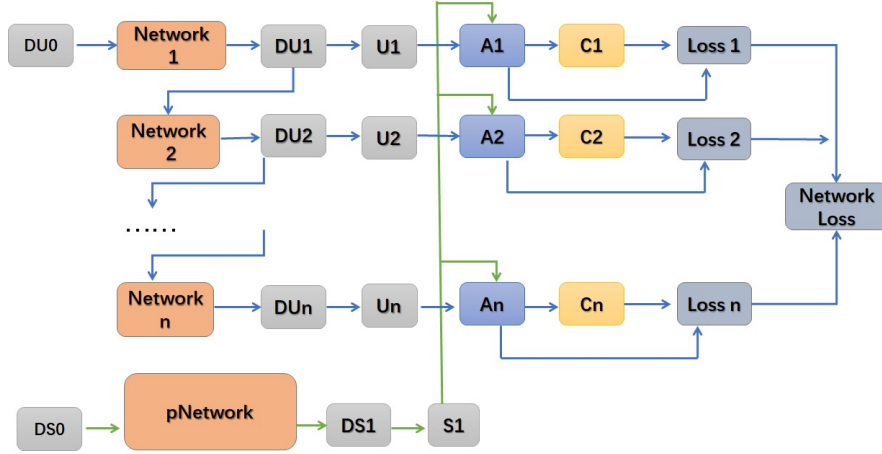 DU0
Network
1
DU1
U1
A1
C1
Loss 1
Network
2
DU2
U2
A2
C2
Loss 2
Network
Loss
......
Network
n
DUn
Un
An
Cn
Loss n
DS0
pNetwork
DS1
S1